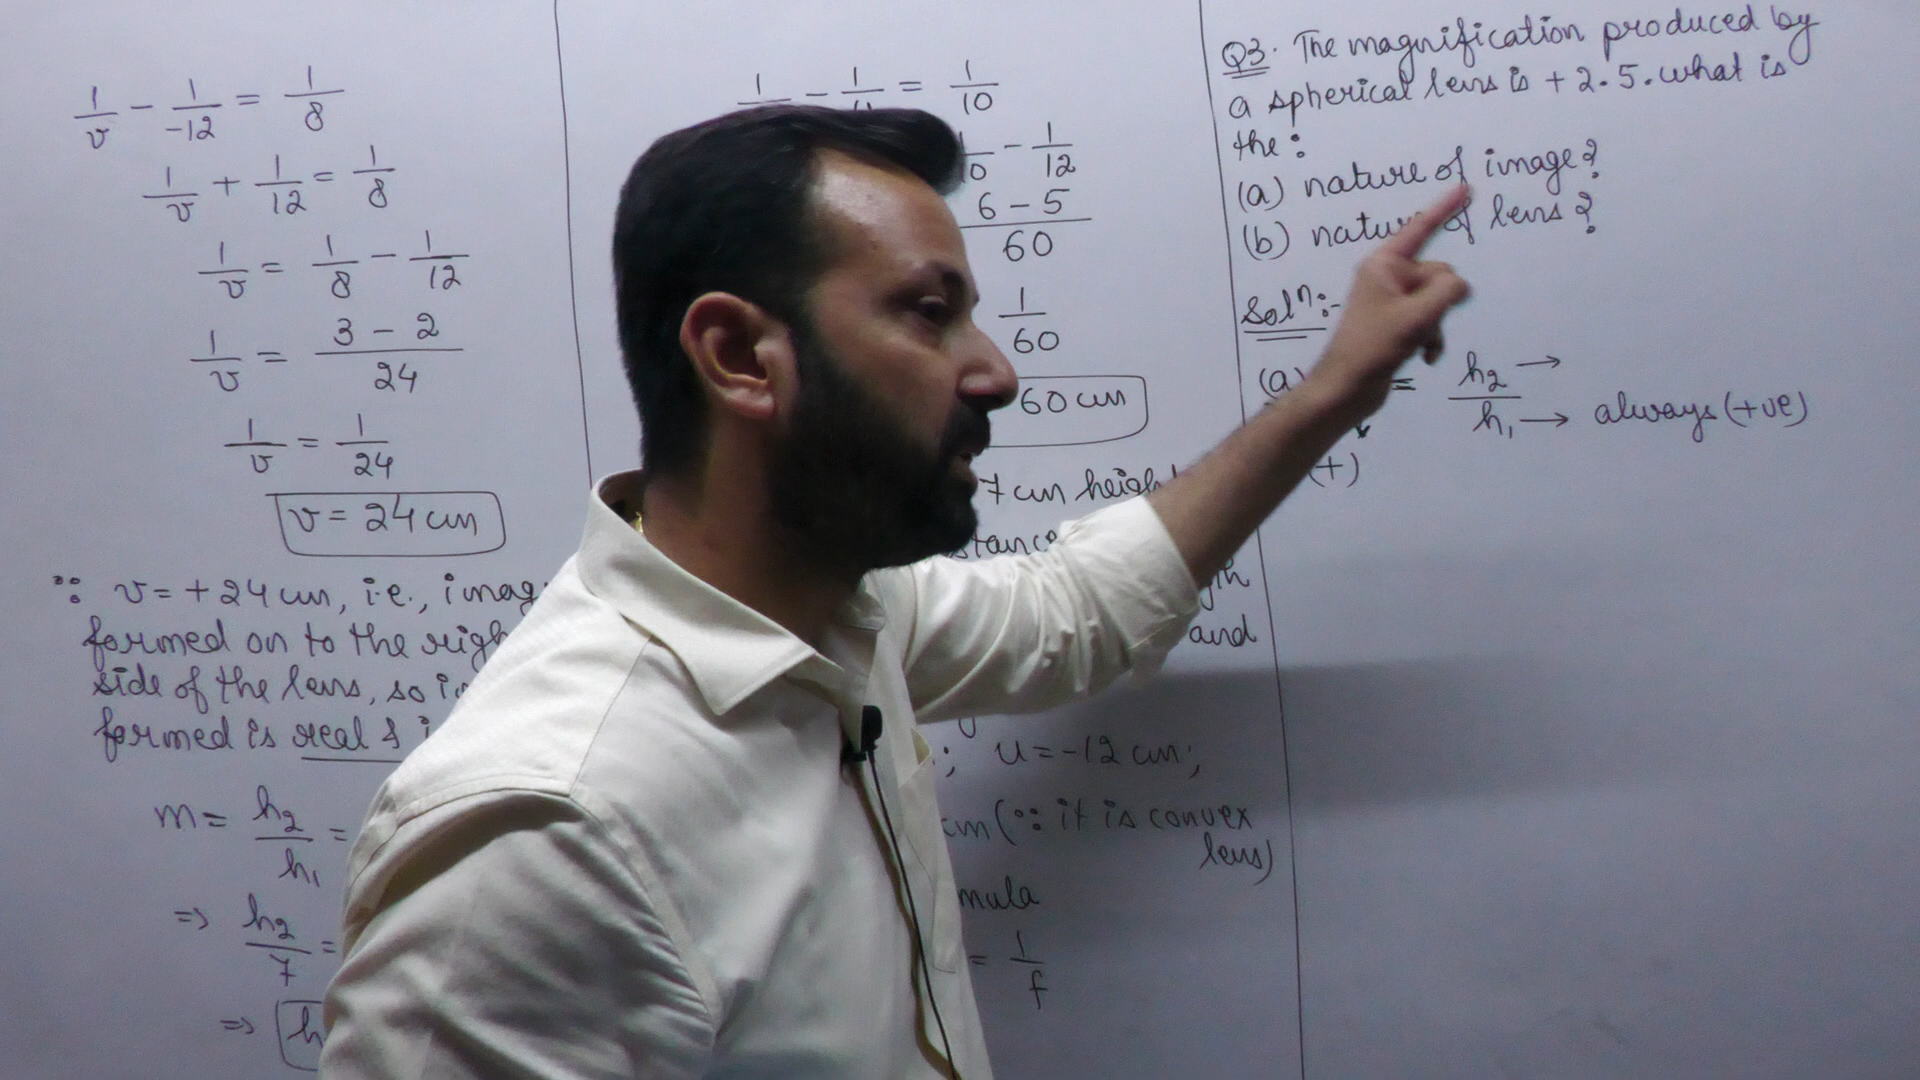 1/v - 1/-12 = 1/8
1/v + 1/12 = 1/8
1/v = 1/8 - 1/12
1/v = 3 - 2/24
1/v = 1/24
v = 24 cm
∵ v = +24 cm, i.e., imag
formed on to the righ
side of the lens, so i
formed is real &
m = h2/h1 =
=> h2/7 =
=> h
1/ - 1/ = 1/10
- 1/12
6 - 5/60
1/60
60 cm
7 cm heigh
stance
and
; u = -12 cm;
cm (∵ it is convex
lens)
mula
= 1/f
Q3. The magnification produced by
a spherical lens is + 2.5. what is
the:
(a) nature of image?
(b) nature of lens?
Solⁿ:-
(a) = h2/h1 → → always (+ve)
(+)